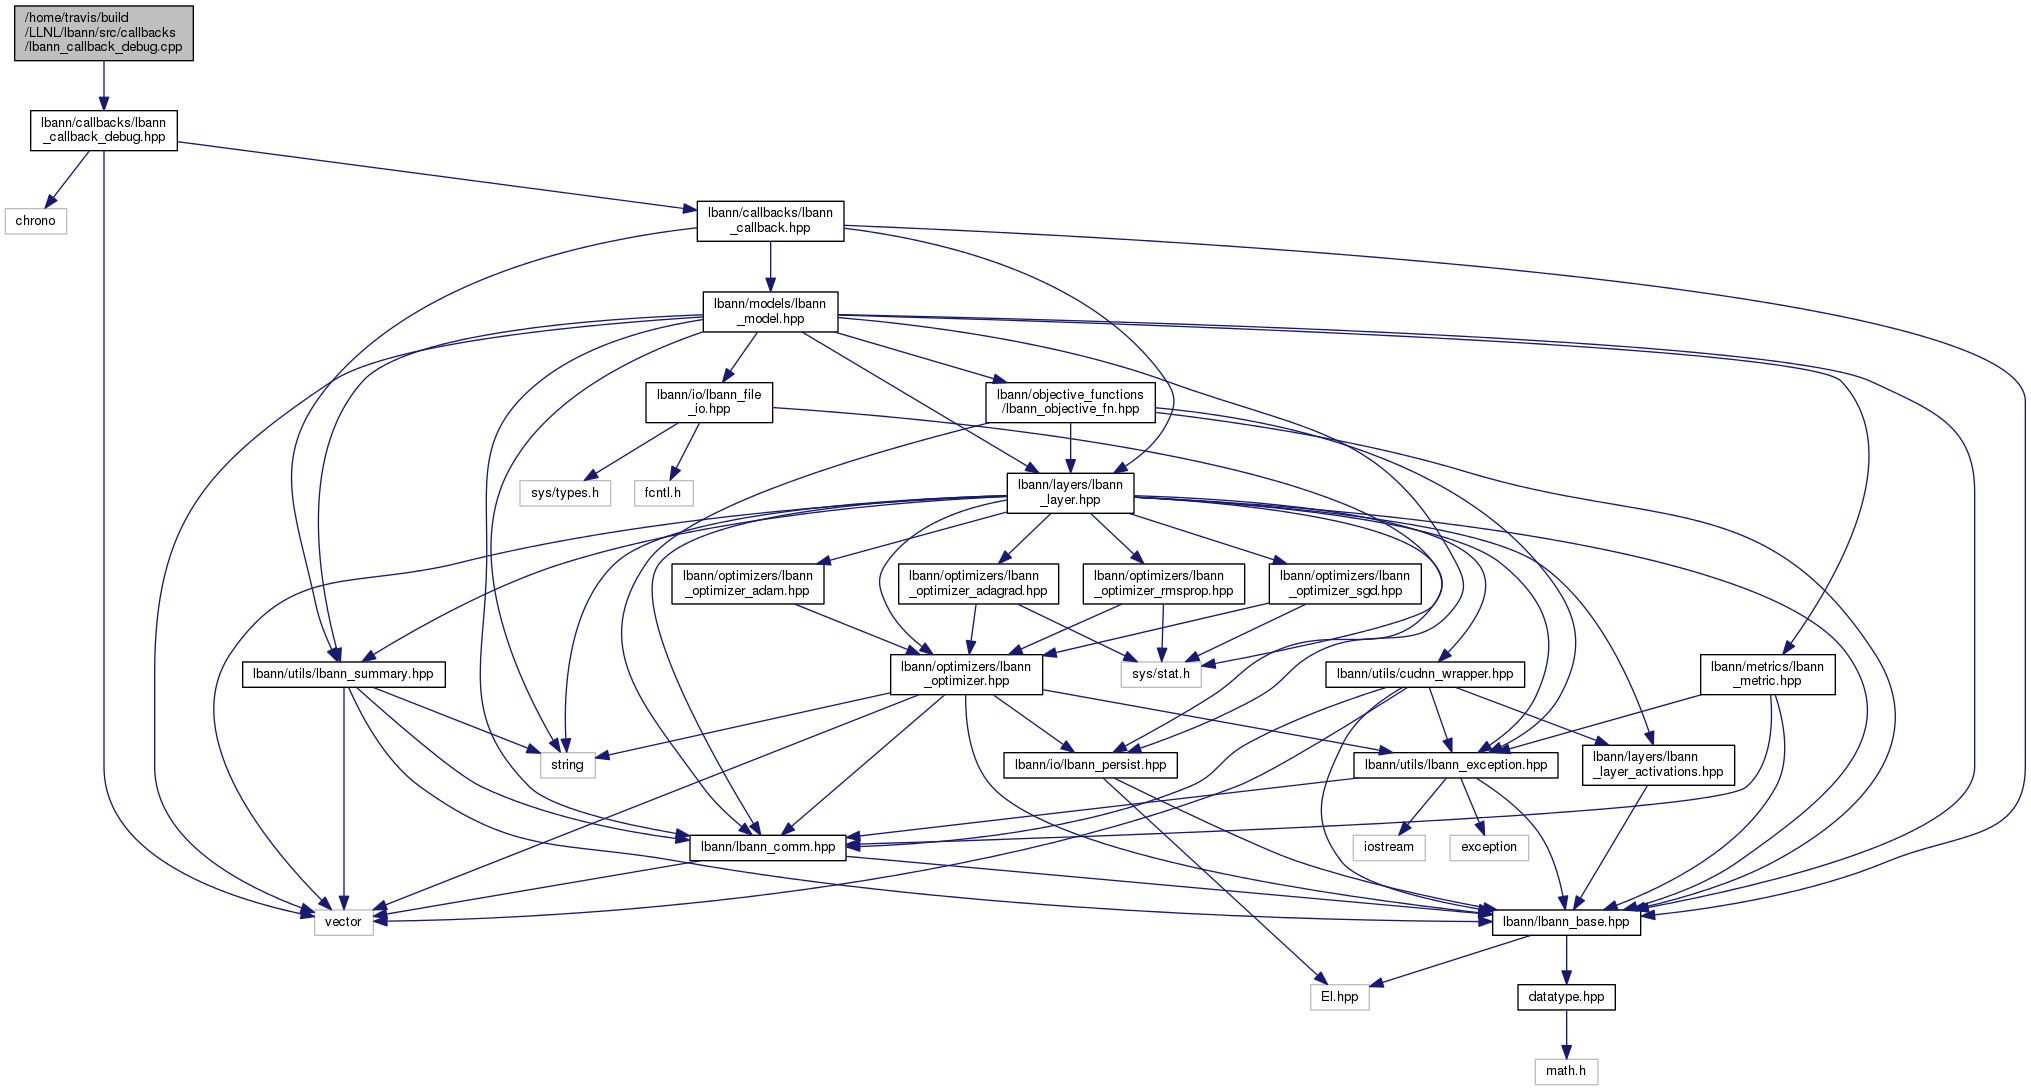 /home/travis/build
/LLNL/lbann/src/callbacks
/lbann_callback_debug.cpp
lbann/callbacks/lbann
_callback_debug.hpp
chrono
lbann/callbacks/lbann
_callback.hpp
lbann/models/lbann
_model.hpp
lbann/io/lbann_file
_io.hpp
lbann/objective_functions
/lbann_objective_fn.hpp
sys/types.h
fcntl.h
lbann/layers/lbann
_layer.hpp
lbann/optimizers/lbann
_optimizer_adam.hpp
lbann/optimizers/lbann
_optimizer_adagrad.hpp
lbann/optimizers/lbann
_optimizer_rmsprop.hpp
lbann/optimizers/lbann
_optimizer_sgd.hpp
lbann/utils/lbann_summary.hpp
lbann/optimizers/lbann
_optimizer.hpp
sys/stat.h
lbann/utils/cudnn_wrapper.hpp
lbann/metrics/lbann
_metric.hpp
string
lbann/io/lbann_persist.hpp
lbann/utils/lbann_exception.hpp
lbann/layers/lbann
_layer_activations.hpp
lbann/lbann_comm.hpp
iostream
exception
vector
lbann/lbann_base.hpp
El.hpp
datatype.hpp
math.h